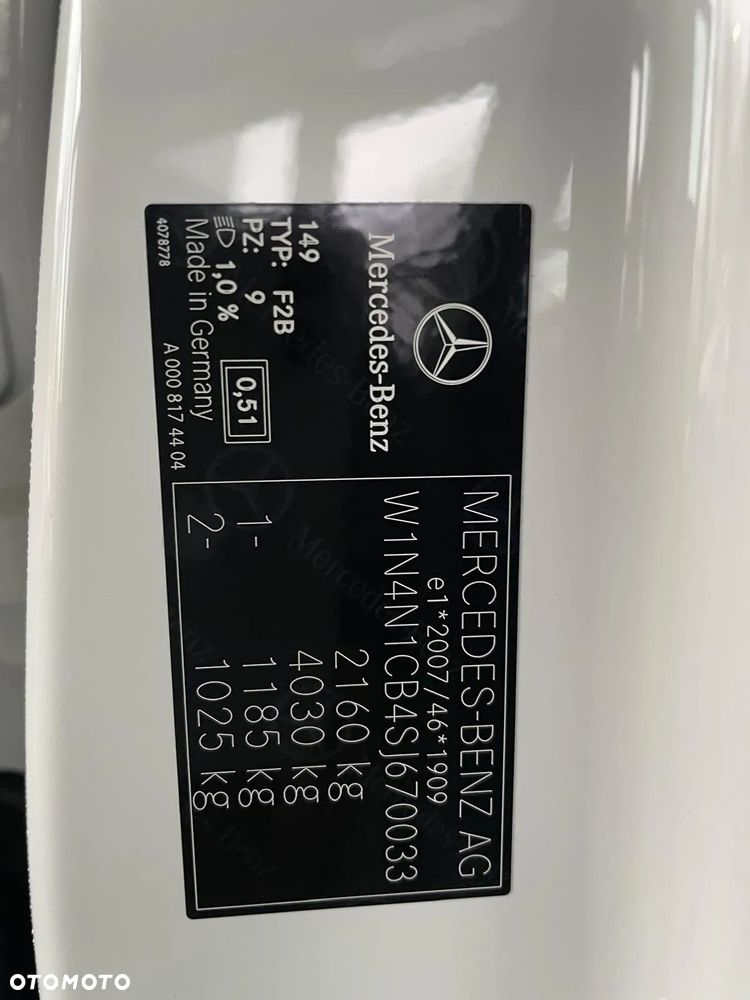 Mercedes-Benz
149
TYP: F2B
PZ: 9
1,0 %
0,51
Made in Germany
4078778
A 000 817 44 04
MERCEDES-BENZ AG
e1*2007/46*1909
W1N4N1CB4SJ670033
2160 kg
4030 kg
1- 1185 kg
2- 1025 kg
OTOMOTO